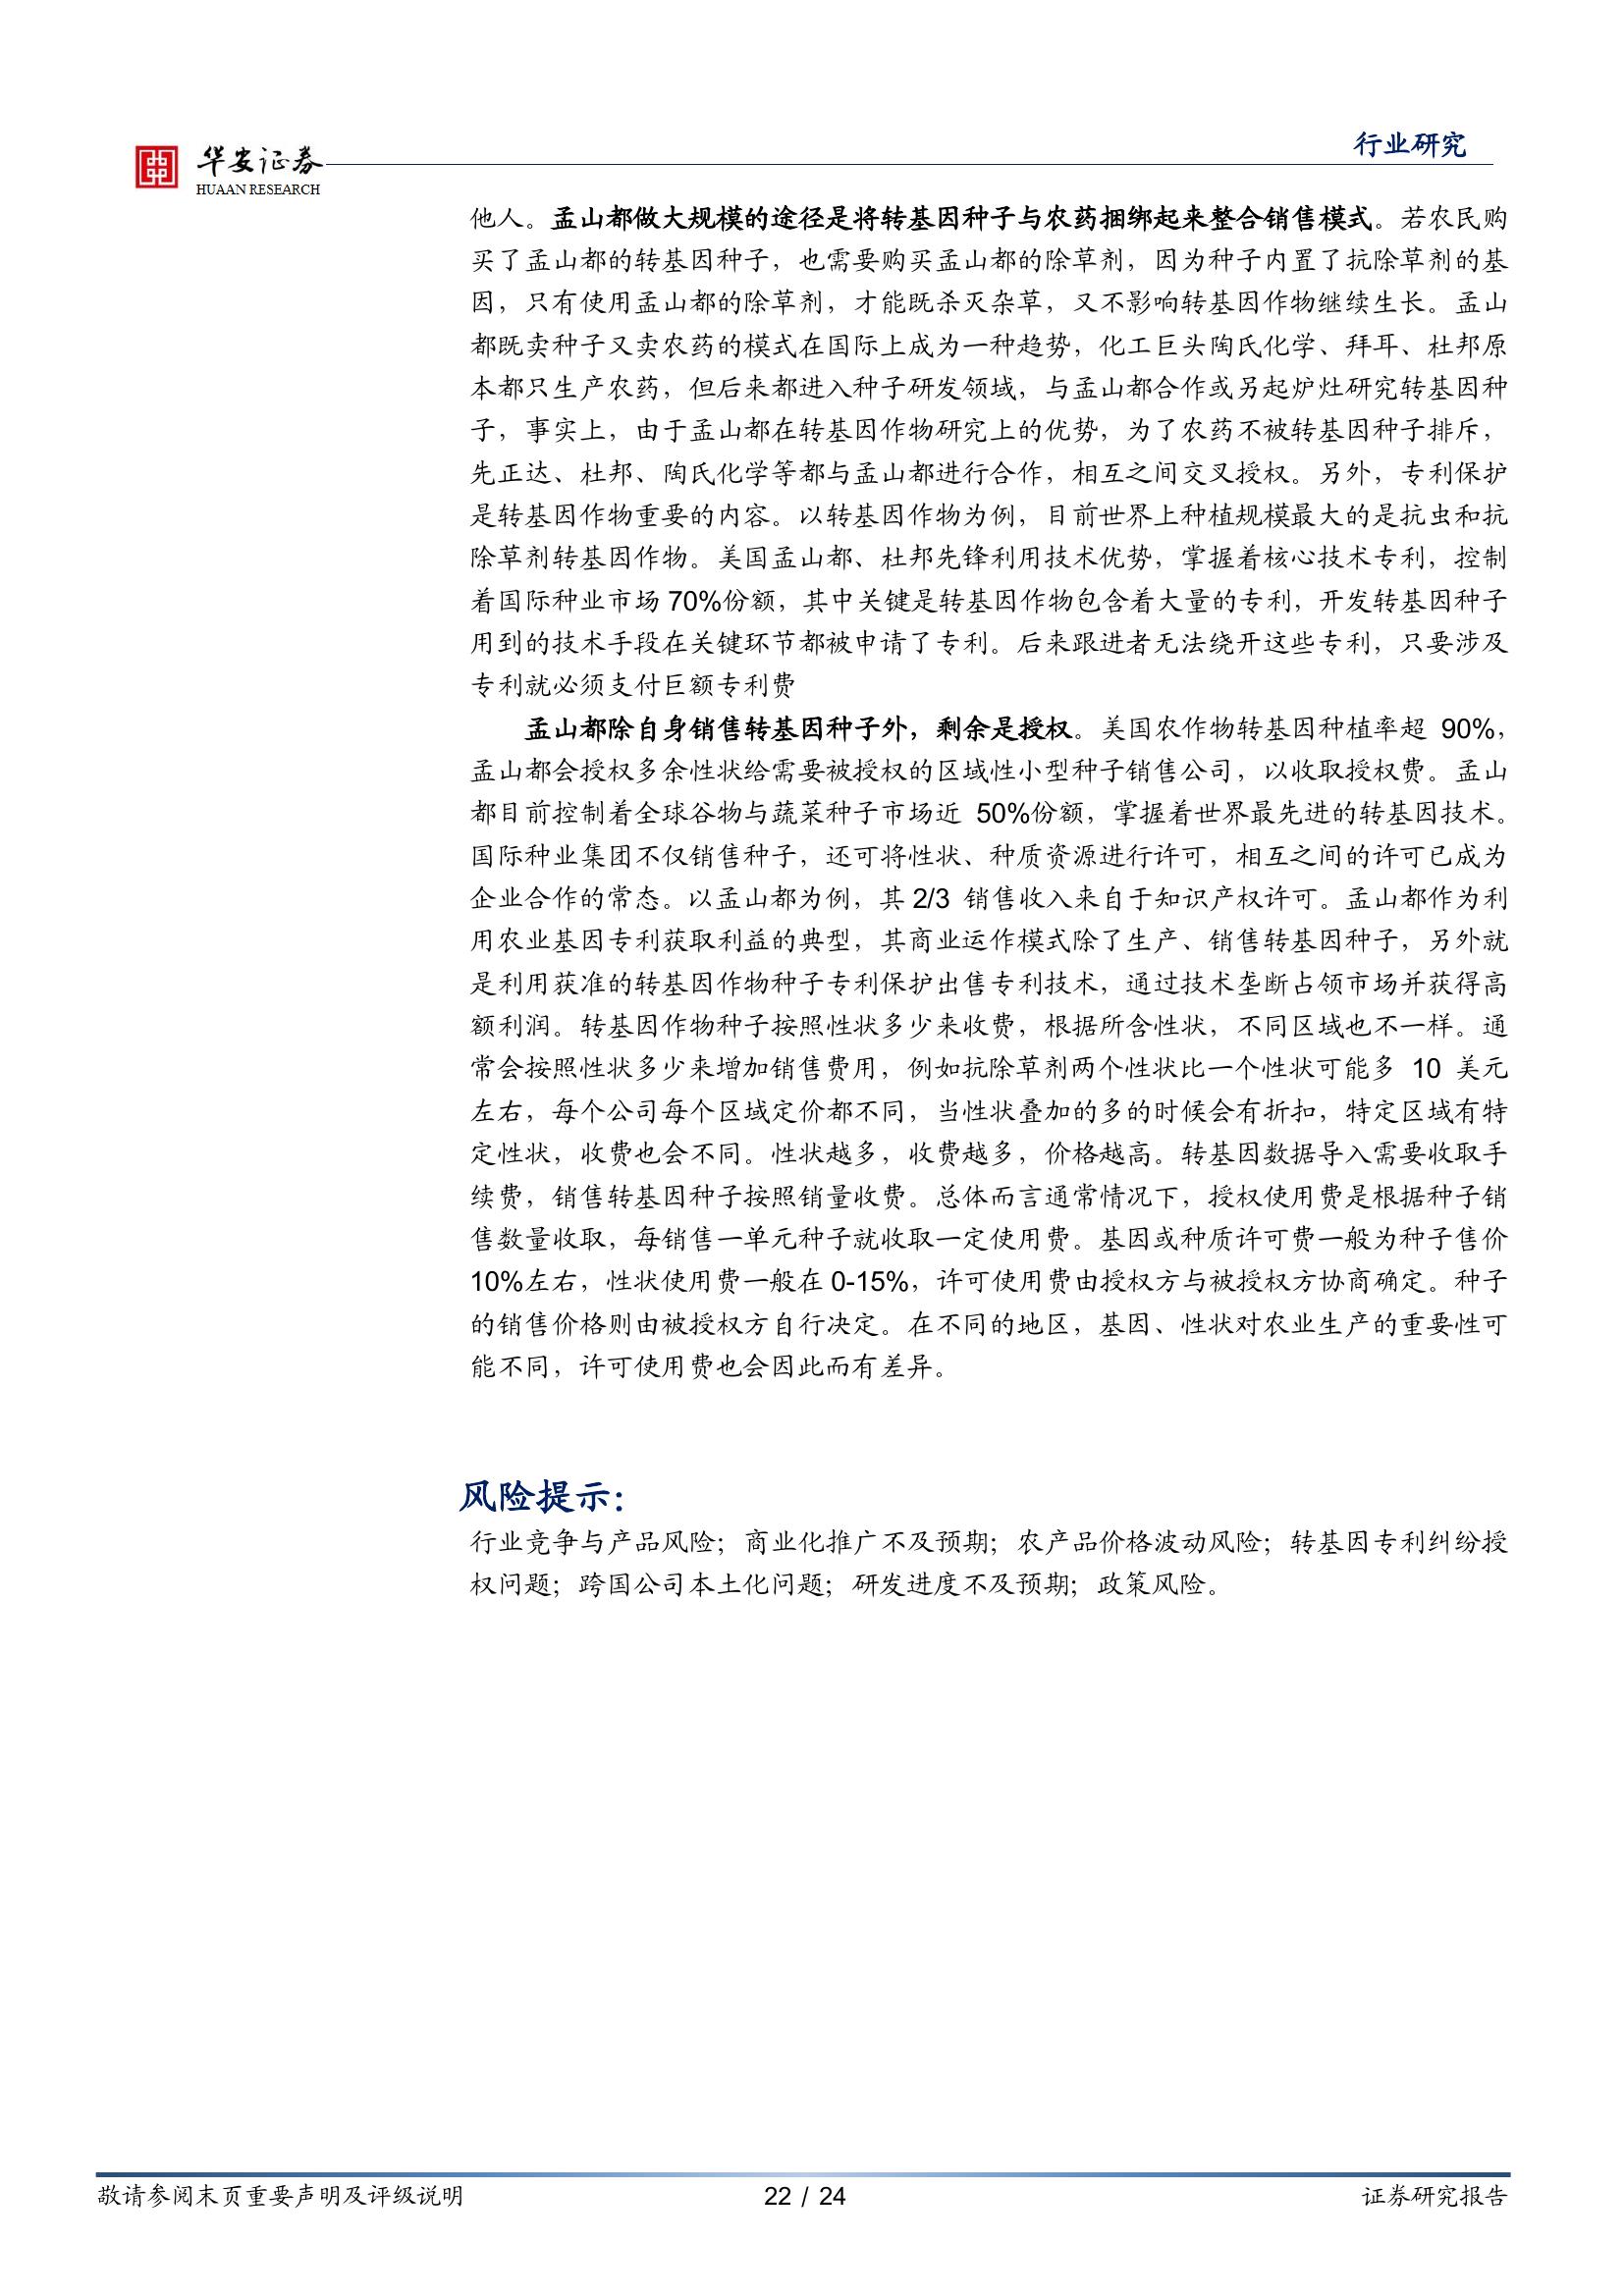 华安证券
HUAAN RESEARCH
行业研究
他人。孟山都做大规模的途径是将转基因种子与农药捆绑起来整合销售模式。若农民购
买了孟山都的转基因种子，也需要购买孟山都的除草剂，因为种子内置了抗除草剂的基
因，只有使用孟山都的除草剂，才能既杀灭杂草，又不影响转基因作物继续生长。孟山
都既卖种子又卖农药的模式在国际上成为一种趋势，化工巨头陶氏化学、拜耳、杜邦原
本都只生产农药，但后来都进入种子研发领域，与孟山都合作或另起炉灶研究转基因种
子，事实上，由于孟山都在转基因作物研究上的优势，为了农药不被转基因种子排斥，
先正达、杜邦、陶氏化学等都与孟山都进行合作，相互之间交叉授权。另外，专利保护
是转基因作物重要的内容。以转基因作物为例，目前世界上种植规模最大的是抗虫和抗
除草剂转基因作物。美国孟山都、杜邦先锋利用技术优势，掌握着核心技术专利，控制
着国际种业市场 70%份额，其中关键是转基因作物包含着大量的专利，开发转基因种子
用到的技术手段在关键环节都被申请了专利。后来跟进者无法绕开这些专利，只要涉及
专利就必须支付巨额专利费
孟山都除自身销售转基因种子外，剩余是授权。美国农作物转基因种植率超 90%，
孟山都会授权多余性状给需要被授权的区域性小型种子销售公司，以收取授权费。孟山
都目前控制着全球谷物与蔬菜种子市场近 50%份额，掌握着世界最先进的转基因技术。
国际种业集团不仅销售种子，还可将性状、种质资源进行许可，相互之间的许可已成为
企业合作的常态。以孟山都为例，其 2/3 销售收入来自于知识产权许可。孟山都作为利
用农业基因专利获取利益的典型，其商业运作模式除了生产、销售转基因种子，另外就
是利用获准的转基因作物种子专利保护出售专利技术，通过技术垄断占领市场并获得高
额利润。转基因作物种子按照性状多少来收费，根据所含性状，不同区域也不一样。通
常会按照性状多少来增加销售费用，例如抗除草剂两个性状比一个性状可能多 10 美元
左右，每个公司每个区域定价都不同，当性状叠加的多的时候会有折扣，特定区域有特
定性状，收费也会不同。性状越多，收费越多，价格越高。转基因数据导入需要收取手
续费，销售转基因种子按照销量收费。总体而言通常情况下，授权使用费是根据种子销
售数量收取，每销售一单元种子就收取一定使用费。基因或种质许可费一般为种子售价
10%左右，性状使用费一般在 0-15%，许可使用费由授权方与被授权方协商确定。种子
的销售价格则由被授权方自行决定。在不同的地区，基因、性状对农业生产的重要性可
能不同，许可使用费也会因此而有差异。
风险提示：
行业竞争与产品风险；商业化推广不及预期；农产品价格波动风险；转基因专利纠纷授
权问题；跨国公司本土化问题；研发进度不及预期；政策风险。
敬请参阅末页重要声明及评级说明
22 / 24
证券研究报告